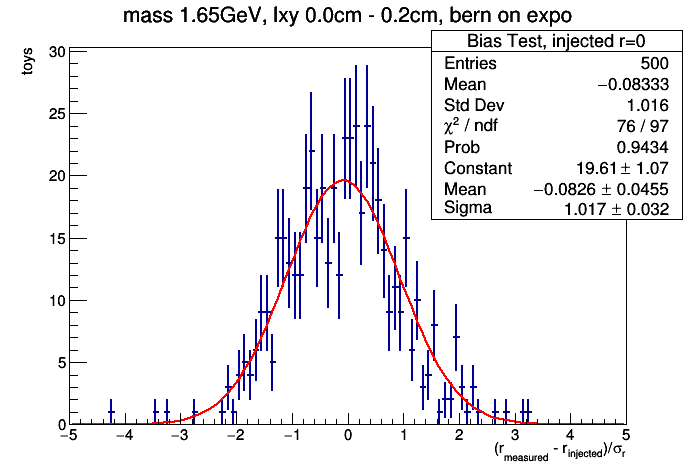 mass 1.65GeV, lxy 0.0cm - 0.2cm, bern on expo
Bias Test, injected r=0
Entries 500
Mean −0.08333
Std Dev 1.016
χ² / ndf 76 / 97
Prob 0.9434
Constant 19.61 ± 1.07
Mean −0.0826 ± 0.0455
Sigma 1.017 ± 0.032
toys
30
25
20
15
10
5
0
−5 −4 −3 −2 −1 0 1 2 3 4 5
(r_measured - r_injected)/σ_r